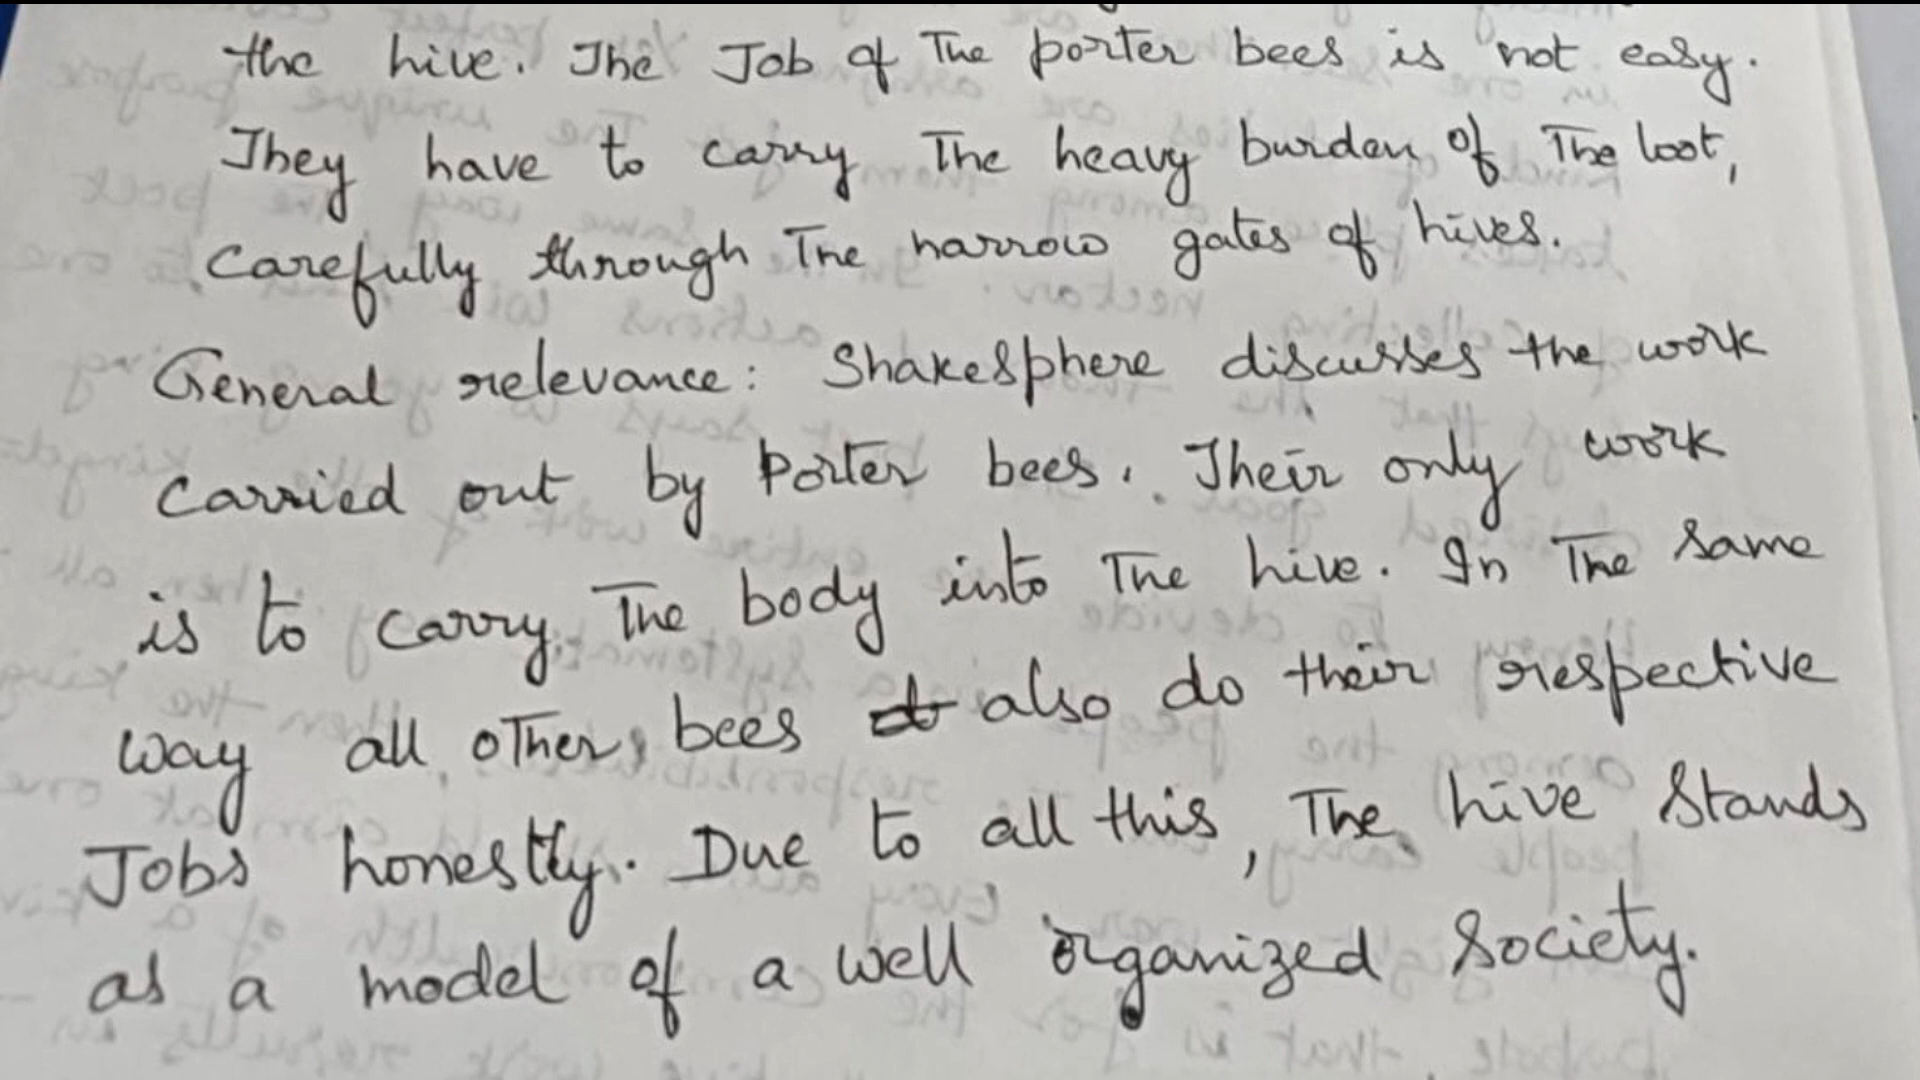 the hive. The Job of The porter bees is not easy.
They have to carry The heavy burden of The loot,
carefully through The narrow gates of hives.
General relevance: Shakesphere discusses the work
carried out by Porter bees. Their only work
is to carry The body into The hive. In The same
way all other, bees also do their respective
Jobs honestly. Due to all this, The hive stands
as a model of a well organized society.